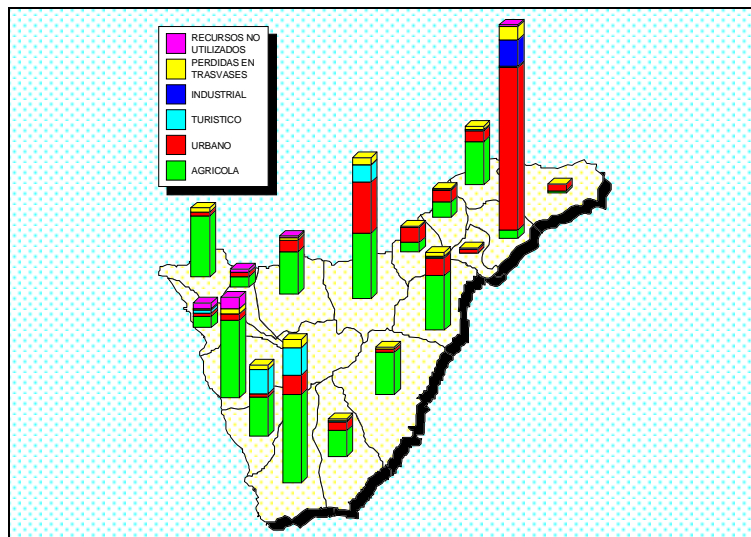 RECURSOS NO
UTILIZADOS
PERDIDAS EN
TRASVASES
INDUSTRIAL
TURISTICO
URBANO
AGRICOLA